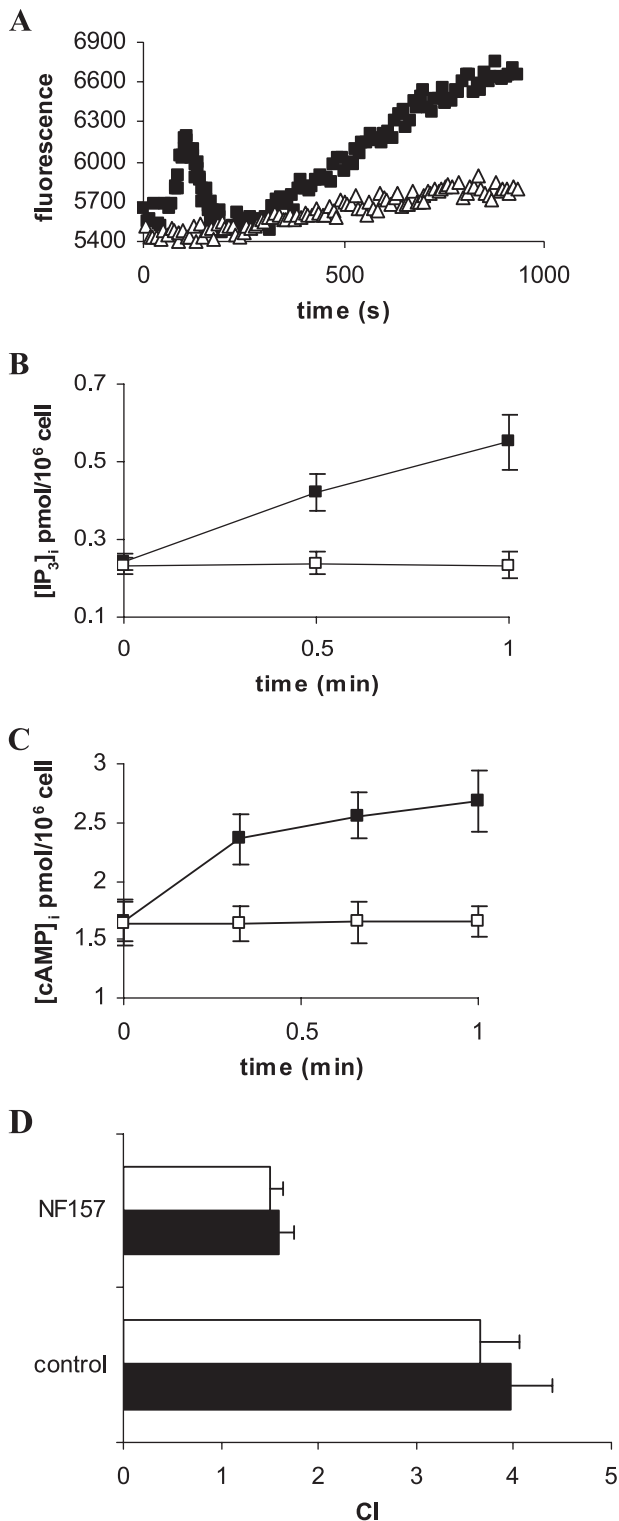 A
6900
6600
6300
6000
5700
5400
fluorescence
0 500 1000
time (s)
B
0.7
0.5
0.3
0.1
[IP3]i pmol/10⁶ cell
0 0.5 1
time (min)
C
3
2.5
2
1.5
1
[cAMP]i pmol/10⁶ cell
0 0.5 1
time (min)
D
NF157
control
0 1 2 3 4 5
CI